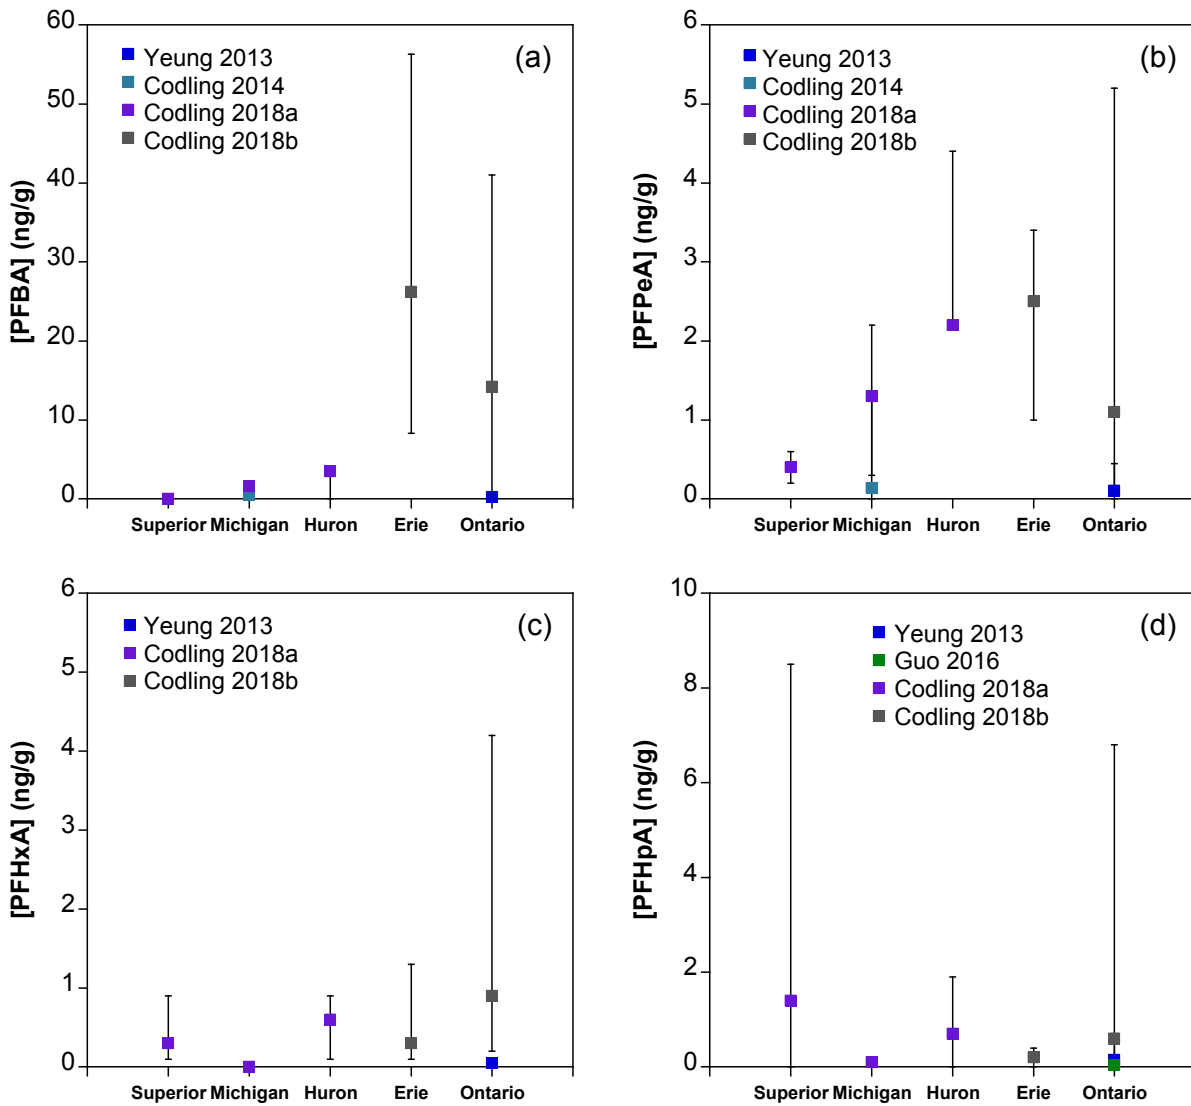 60
50
40
30
20
10
0
[PFBA] (ng/g)
Yeung 2013
Codling 2014
Codling 2018a
Codling 2018b
(a)
Superior Michigan Huron Erie Ontario
6
5
4
3
2
1
0
[PFPeA] (ng/g)
Yeung 2013
Codling 2014
Codling 2018a
Codling 2018b
(b)
Superior Michigan Huron Erie Ontario
6
5
4
3
2
1
0
[PFHxA] (ng/g)
Yeung 2013
Codling 2018a
Codling 2018b
(c)
Superior Michigan Huron Erie Ontario
10
8
6
4
2
0
[PFHpA] (ng/g)
Yeung 2013
Guo 2016
Codling 2018a
Codling 2018b
(d)
Superior Michigan Huron Erie Ontario